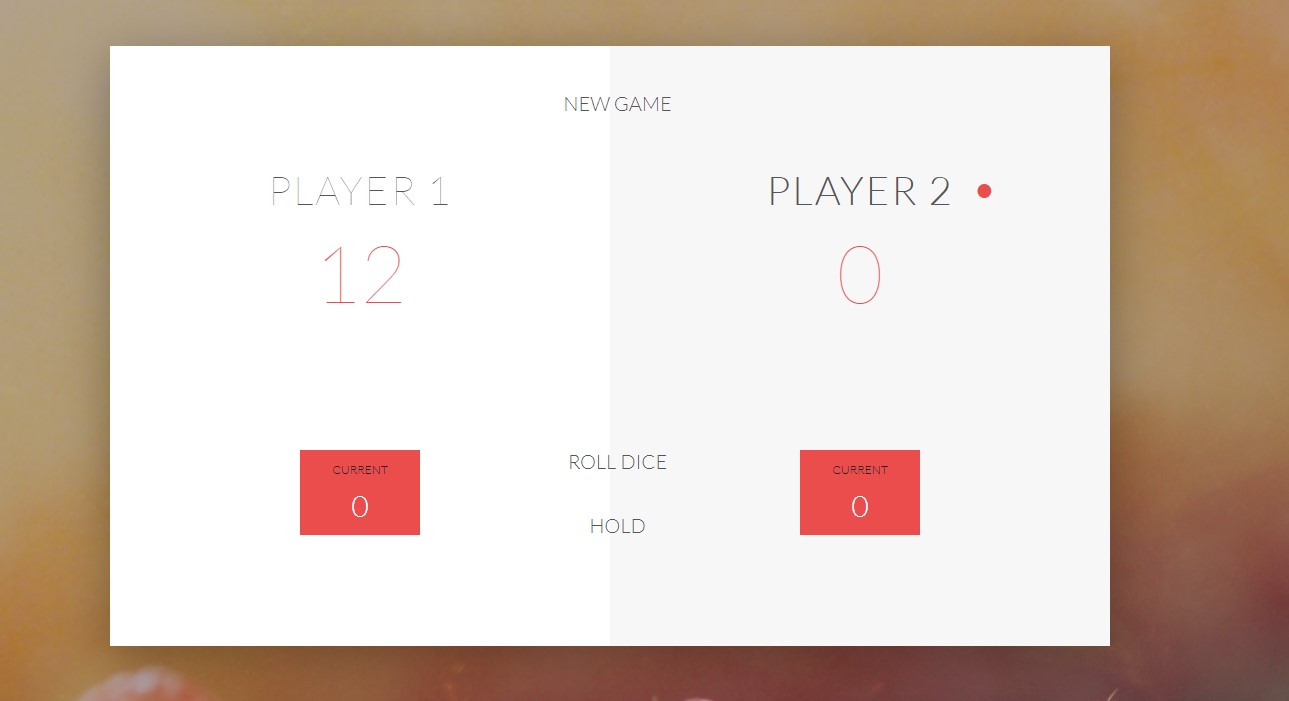 NEW GAME
PLAYER 1
12
PLAYER 2
0
CURRENT
0
ROLL DICE
HOLD
CURRENT
0